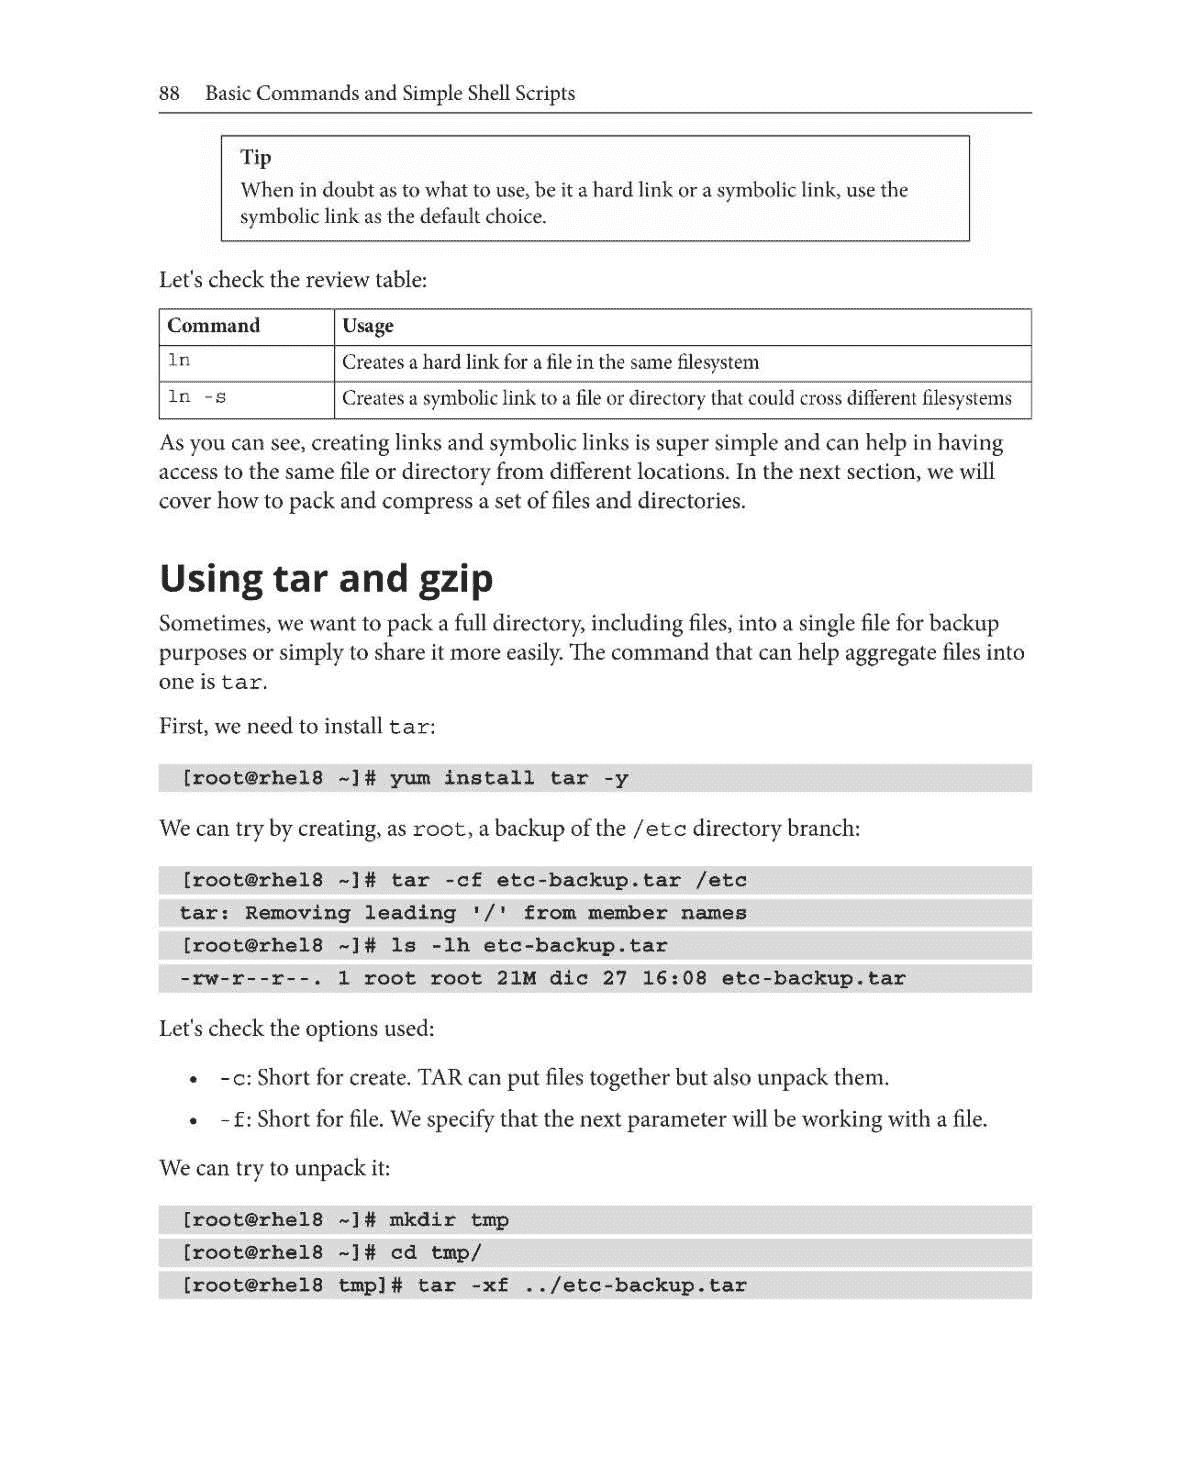 88 Basic Commands and Simple Shell Scripts
Tip
When in doubt as to what to use, be it a hard link or a symbolic link, use the
symbolic link as the default choice.
Let's check the review table:
Command Usage
ln Creates a hard link for a file in the same filesystem
ln -s Creates a symbolic link to a file or directory that could cross different filesystems
As you can see, creating links and symbolic links is super simple and can help in having
access to the same file or directory from different locations. In the next section, we will
cover how to pack and compress a set of files and directories.
Using tar and gzip
Sometimes, we want to pack a full directory, including files, into a single file for backup
purposes or simply to share it more easily. The command that can help aggregate files into
one is tar.
First, we need to install tar:
[root@rhel8 ~]# yum install tar -y
We can try by creating, as root, a backup of the /etc directory branch:
[root@rhel8 ~]# tar -cf etc-backup.tar /etc
tar: Removing leading '/' from member names
[root@rhel8 ~]# ls -lh etc-backup.tar
-rw-r--r--. 1 root root 21M dic 27 16:08 etc-backup.tar
Let's check the options used:
• -c: Short for create. TAR can put files together but also unpack them.
• -f: Short for file. We specify that the next parameter will be working with a file.
We can try to unpack it:
[root@rhel8 ~]# mkdir tmp
[root@rhel8 ~]# cd tmp/
[root@rhel8 tmp]# tar -xf ../etc-backup.tar